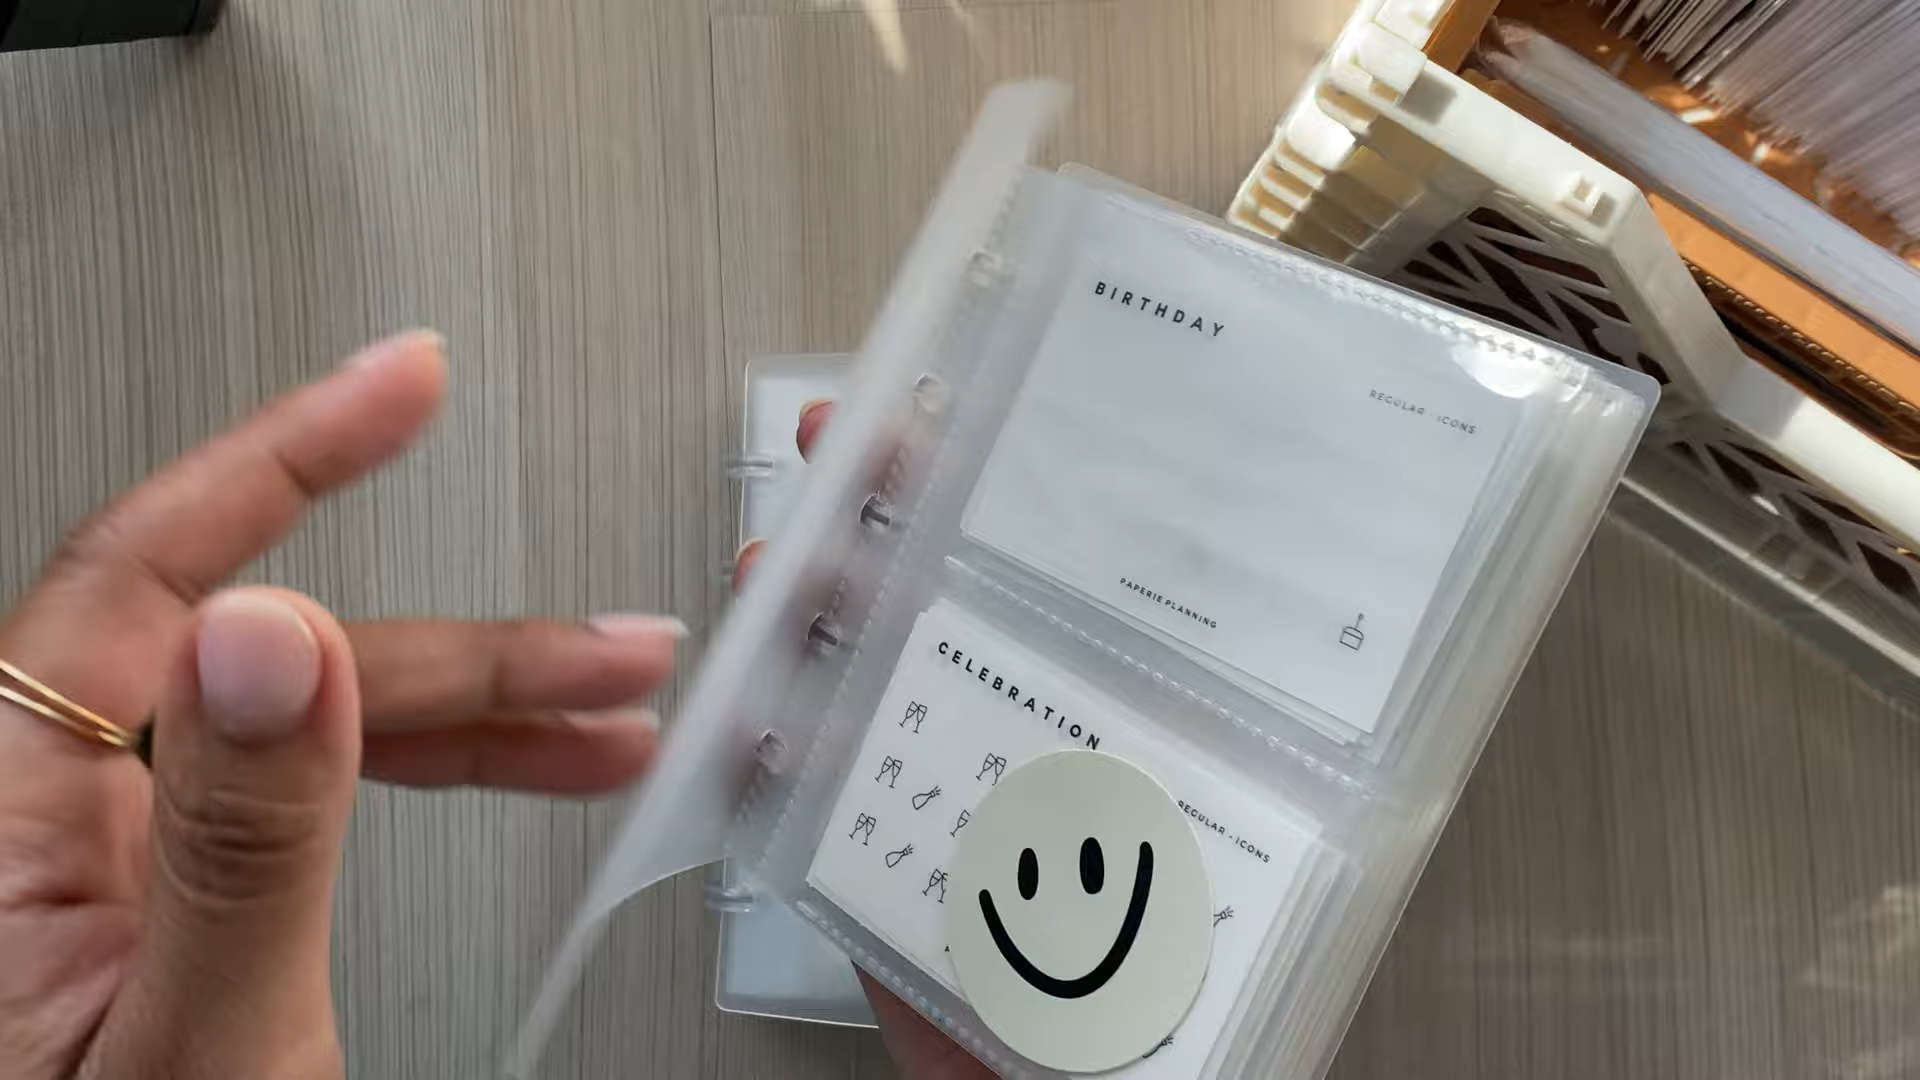 BIRTHDAY
REGULAR - ICONS
PAPERIE PLANNING
CELEBRATION
REGULAR - ICONS